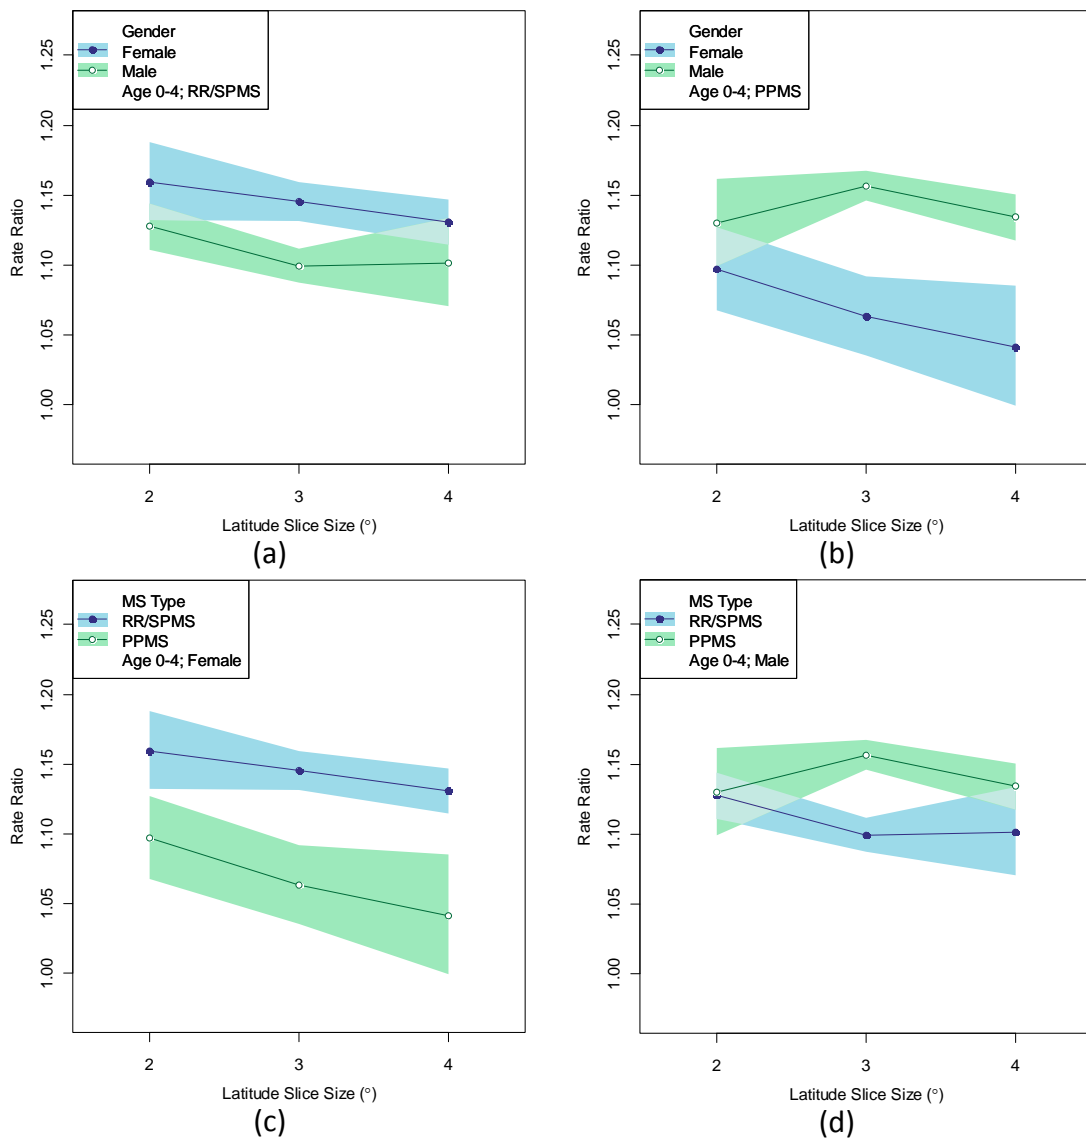 Gender
Female
Male
Age 0-4; RR/SPMS
Rate Ratio
1.25
1.20
1.15
1.10
1.05
1.00
2
3
4
Latitude Slice Size (°)
(a)
Gender
Female
Male
Age 0-4; PPMS
Rate Ratio
1.25
1.20
1.15
1.10
1.05
1.00
2
3
4
Latitude Slice Size (°)
(b)
MS Type
RR/SPMS
PPMS
Age 0-4; Female
Rate Ratio
1.25
1.20
1.15
1.10
1.05
1.00
2
3
4
Latitude Slice Size (°)
(c)
MS Type
RR/SPMS
PPMS
Age 0-4; Male
Rate Ratio
1.25
1.20
1.15
1.10
1.05
1.00
2
3
4
Latitude Slice Size (°)
(d)